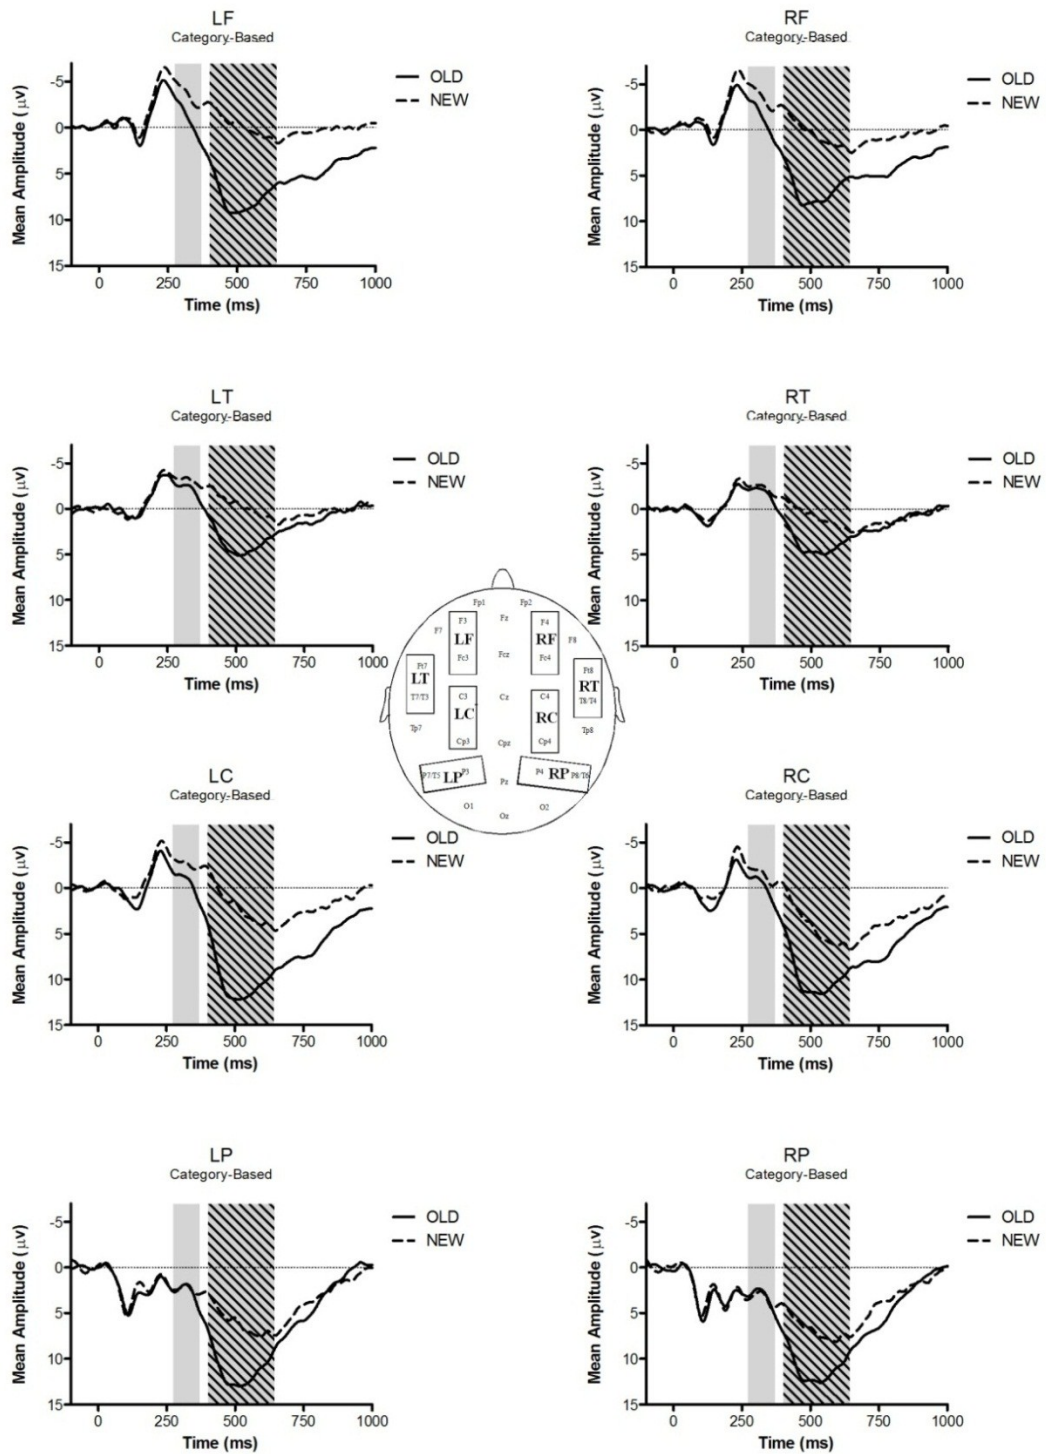 LF
Category-Based
Mean Amplitude (μv)
-5
0
5
10
15
OLD
NEW
0
250
500
750
1000
Time (ms)
RF
Category-Based
Mean Amplitude (μv)
-5
0
5
10
15
OLD
NEW
0
250
500
750
1000
Time (ms)
LT
Category-Based
Mean Amplitude (μv)
-5
0
5
10
15
OLD
NEW
0
250
500
750
1000
Time (ms)
RT
Category-Based
Mean Amplitude (μv)
-5
0
5
10
15
OLD
NEW
0
250
500
750
1000
Time (ms)
Fp1 Fp2
F7 F3 Fz F4 F8
LF RF
Fc3 Fcz Fc4
Ft7 Ft8
LT RT
T7/T3 C3 Cz C4 T8/T4
LC RC
Tp7 Cp3 Cpz Cp4 Tp8
P7/T5 LP P3 Pz P4 RP P8/T6
O1 Oz O2
LC
Category-Based
Mean Amplitude (μv)
-5
0
5
10
15
OLD
NEW
0
250
500
750
1000
Time (ms)
RC
Category-Based
Mean Amplitude (μv)
-5
0
5
10
15
OLD
NEW
0
250
500
750
1000
Time (ms)
LP
Category-Based
Mean Amplitude (μv)
-5
0
5
10
15
OLD
NEW
0
250
500
750
1000
Time (ms)
RP
Category-Based
Mean Amplitude (μv)
-5
0
5
10
15
OLD
NEW
0
250
500
750
1000
Time (ms)